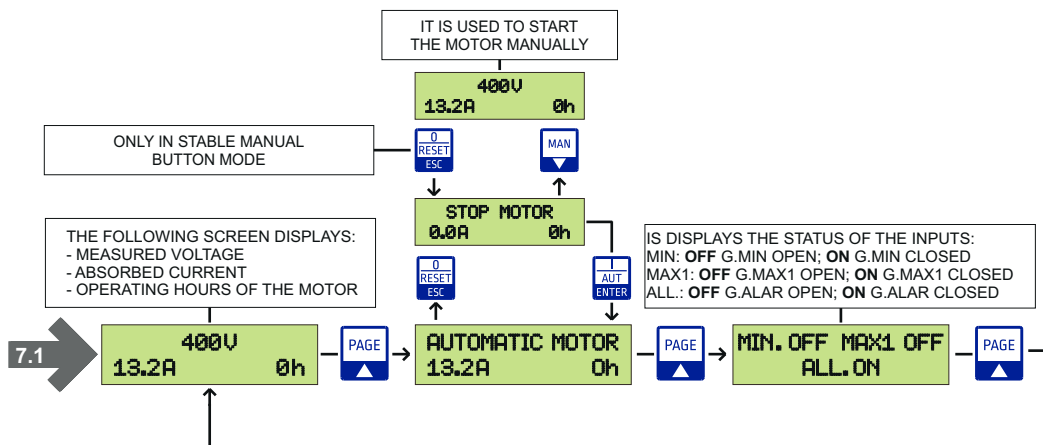 IT IS USED TO START
THE MOTOR MANUALLY
400V
13.2A 0h
ONLY IN STABLE MANUAL
BUTTON MODE
0
RESET
ESC
MAN
STOP MOTOR
0.0A 0h
THE FOLLOWING SCREEN DISPLAYS:
- MEASURED VOLTAGE
- ABSORBED CURRENT
- OPERATING HOURS OF THE MOTOR
0
RESET
ESC
I
AUT
ENTER
IS DISPLAYS THE STATUS OF THE INPUTS:
MIN: OFF G.MIN OPEN; ON G.MIN CLOSED
MAX1: OFF G.MAX1 OPEN; ON G.MAX1 CLOSED
ALL.: OFF G.ALAR OPEN; ON G.ALAR CLOSED
7.1
400V
13.2A 0h
PAGE
AUTOMATIC MOTOR
13.2A 0h
PAGE
MIN.OFF MAX1 OFF
ALL.ON
PAGE